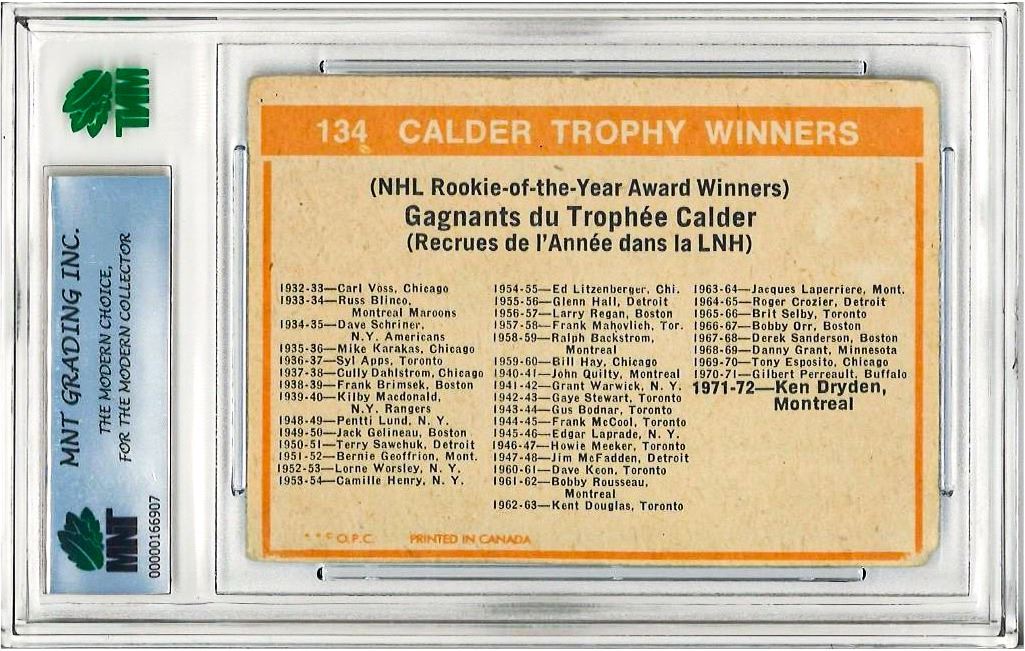 MNT
MNT GRADING INC.
THE MODERN CHOICE,
FOR THE MODERN COLLECTOR
MNT
00000166907
134 CALDER TROPHY WINNERS
(NHL Rookie-of-the-Year Award Winners)
Gagnants du Trophée Calder
(Recrues de l'Année dans la LNH)
1932-33—Carl Voss, Chicago
1933-34—Russ Blinco,
Montreal Maroons
1934-35—Dave Schriner,
N.Y. Americans
1935-36—Mike Karakas, Chicago
1936-37—Syl Apps, Toronto
1937-38—Cully Dahlstrom, Chicago
1938-39—Frank Brimsek, Boston
1939-40—Kilby Macdonald,
N.Y. Rangers
1948-49—Pentti Lund, N. Y.
1949-50—Jack Gelineau, Boston
1950-51—Terry Sawchuk, Detroit
1951-52—Bernie Geoffrion, Mont.
1952-53—Lorne Worsley, N. Y.
1953-54—Camille Henry, N. Y.
1954-55—Ed Litzenberger, Chi.
1955-56—Glenn Hall, Detroit
1956-57—Larry Regan, Boston
1957-58—Frank Mahovlich, Tor.
1958-59—Ralph Backstrom,
Montreal
1959-60—Bill Hay, Chicago
1940-41—John Quilty, Montreal
1941-42—Grant Warwick, N. Y.
1942-43—Gaye Stewart, Toronto
1943-44—Gus Bodnar, Toronto
1944-45—Frank McCool, Toronto
1945-46—Edgar Laprade, N. Y.
1946-47—Howie Meeker, Toronto
1947-48—Jim McFadden, Detroit
1960-61—Dave Keon, Toronto
1961-62—Bobby Rousseau,
Montreal
1962-63—Kent Douglas, Toronto
1963-64—Jacques Laperriere, Mont.
1964-65—Roger Crozier, Detroit
1965-66—Brit Selby, Toronto
1966-67—Bobby Orr, Boston
1967-68—Derek Sanderson, Boston
1968-69—Danny Grant, Minnesota
1969-70—Tony Esposito, Chicago
1970-71—Gilbert Perreault, Buffalo
1971-72—Ken Dryden,
Montreal
* * © O.P.C. PRINTED IN CANADA